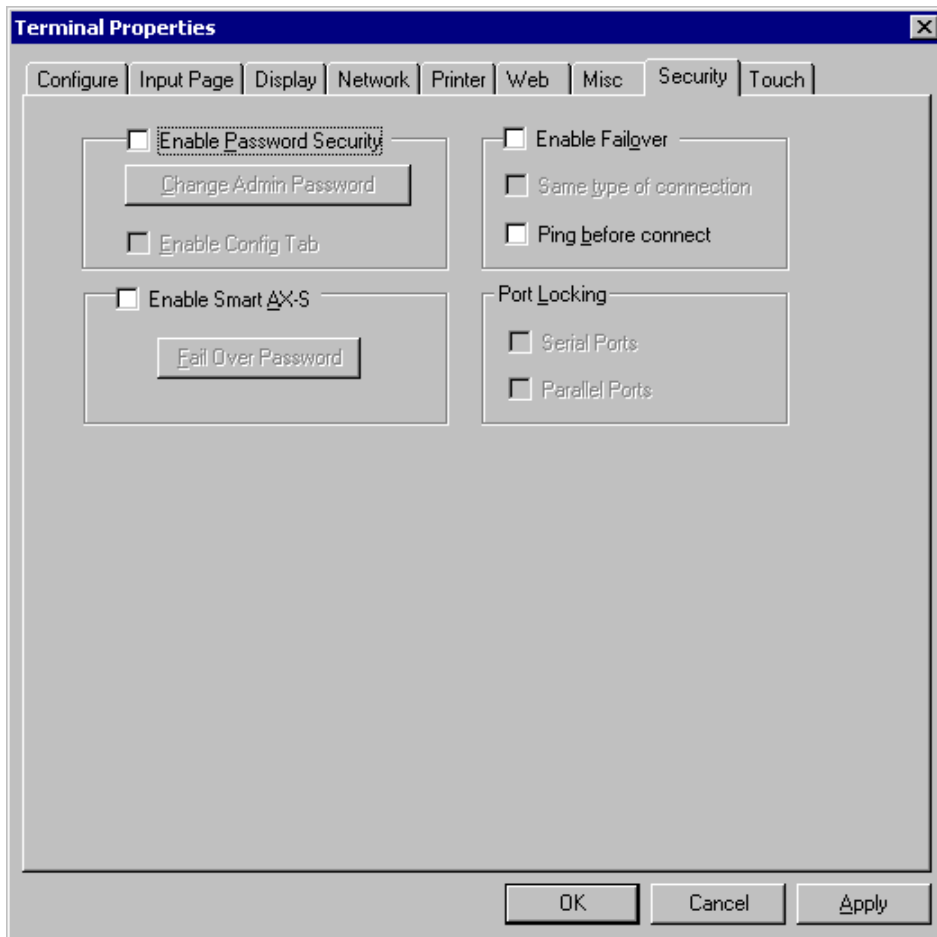 Terminal Properties
Configure Input Page Display Network Printer Web Misc Security Touch
Enable Password Security
Change Admin Password
Enable Config Tab
Enable Failover
Same type of connection
Ping before connect
Enable Smart AX-S
Fail Over Password
Port Locking
Serial Ports
Parallel Ports
OK Cancel Apply